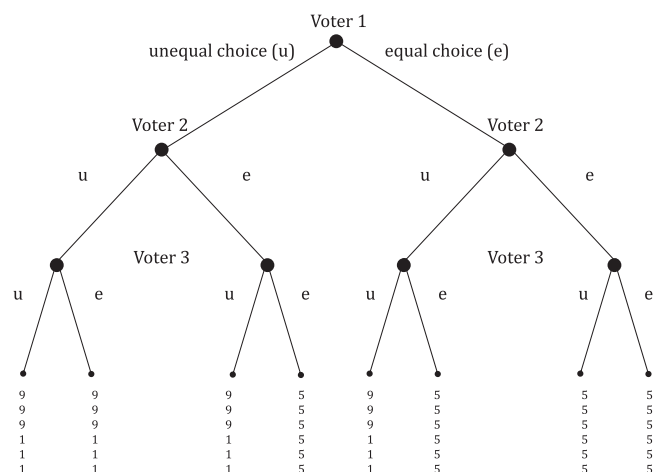 Voter 1
unequal choice (u) equal choice (e)
Voter 2 Voter 2
u e u e
Voter 3 Voter 3
u e u e u e u e
9 9 9 5 9 5 5 5
9 9 9 5 9 5 5 5
9 9 9 5 9 5 5 5
1 1 1 5 1 5 5 5
1 1 1 5 1 5 5 5
1 1 1 5 1 5 5 5